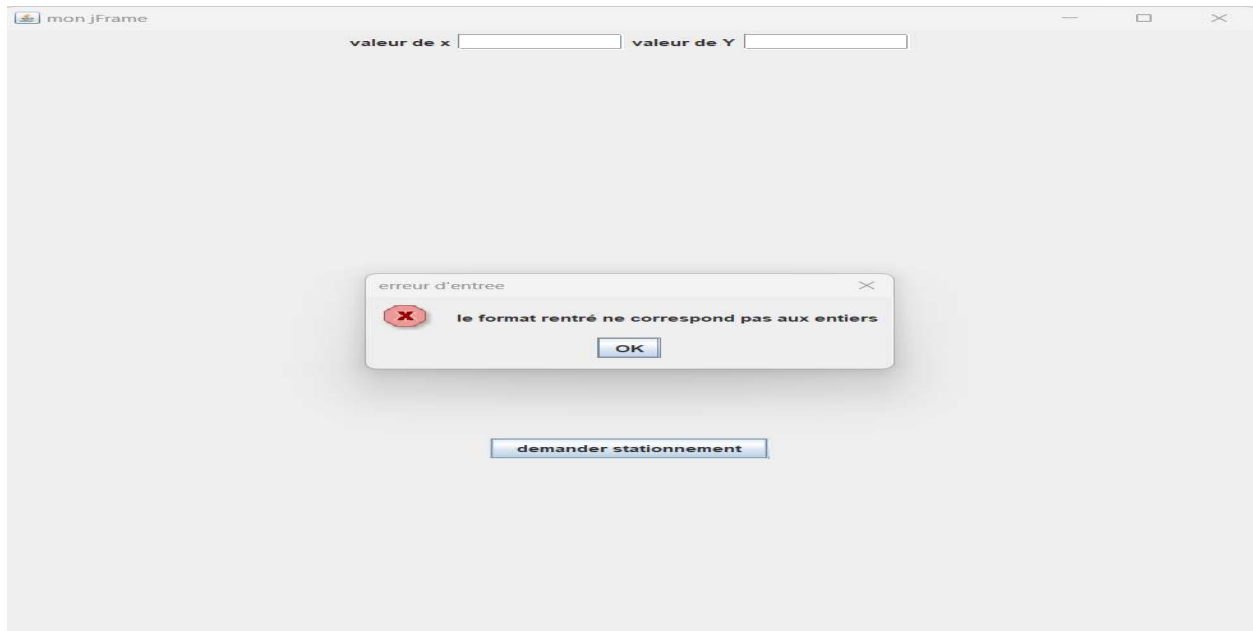 mon jFrame
valeur de x valeur de Y
erreur d'entree
le format rentré ne correspond pas aux entiers
OK
demander stationnement